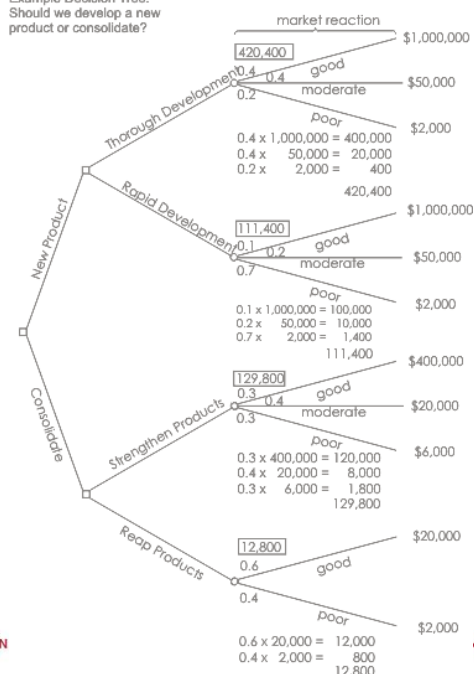 Example Decision Tree:
Should we develop a new
product or consolidate?
market reaction
420,400
0.4
0.4
0.2
good
moderate
poor
$1,000,000
$50,000
$2,000
Thorough Development
0.4 x 1,000,000 = 400,000
0.4 x 50,000 = 20,000
0.2 x 2,000 = 400
420,400
New Product
Rapid Development
111,400
0.1
0.2
0.7
good
moderate
poor
$1,000,000
$50,000
$2,000
0.1 x 1,000,000 = 100,000
0.2 x 50,000 = 10,000
0.7 x 2,000 = 1,400
111,400
Consolidate
Strengthen Products
129,800
0.3
0.4
0.3
good
moderate
poor
$400,000
$20,000
$6,000
0.3 x 400,000 = 120,000
0.4 x 20,000 = 8,000
0.3 x 6,000 = 1,800
129,800
Reap Products
12,800
0.6
0.4
good
poor
$20,000
$2,000
0.6 x 20,000 = 12,000
0.4 x 2,000 = 800
12,800
N